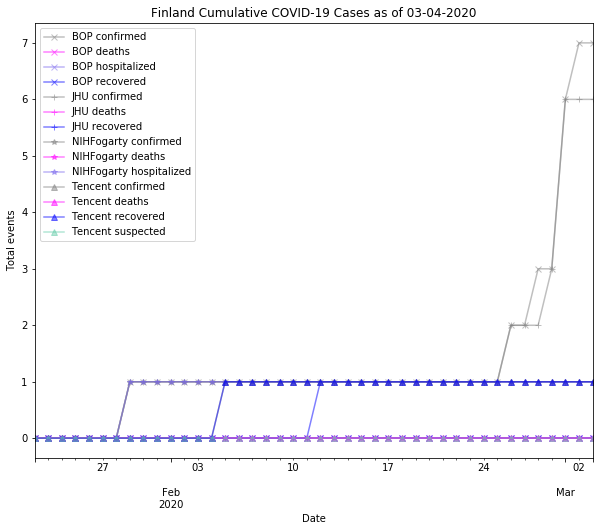 Finland Cumulative COVID-19 Cases as of 03-04-2020
7
6
5
4
3
2
1
0
Total events
BOP confirmed
BOP deaths
BOP hospitalized
BOP recovered
JHU confirmed
JHU deaths
JHU recovered
NIHFogarty confirmed
NIHFogarty deaths
NIHFogarty hospitalized
Tencent confirmed
Tencent deaths
Tencent recovered
Tencent suspected
27 03 10 17 24 02
Feb Mar
2020
Date